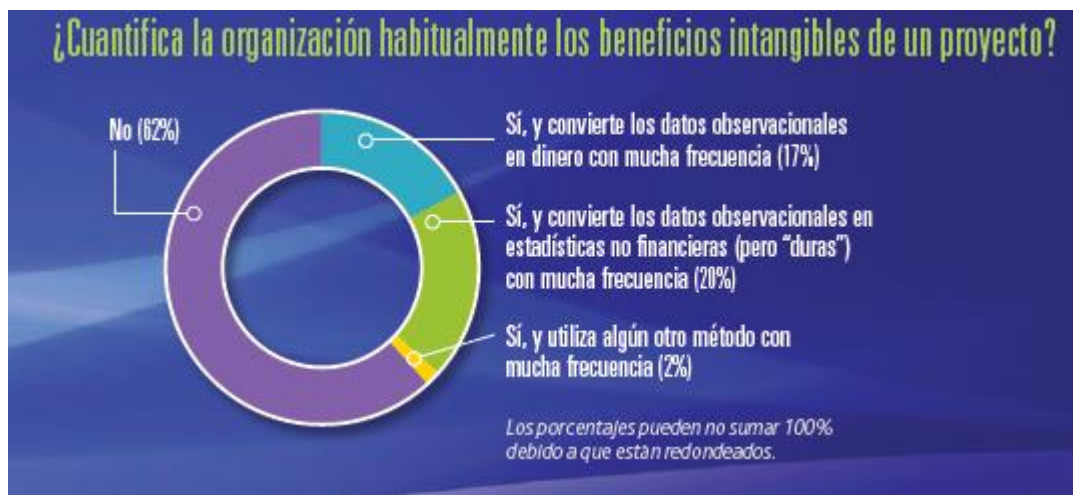 ¿Cuantifica la organización habitualmente los beneficios intangibles de un proyecto?
No (62%)
Sí, y convierte los datos observacionales
en dinero con mucha frecuencia (17%)
Sí, y convierte los datos observacionales en
estadísticas no financieras (pero “duras”)
con mucha frecuencia (20%)
Sí, y utiliza algún otro método con
mucha frecuencia (2%)
Los porcentajes pueden no sumar 100%
debido a que están redondeados.